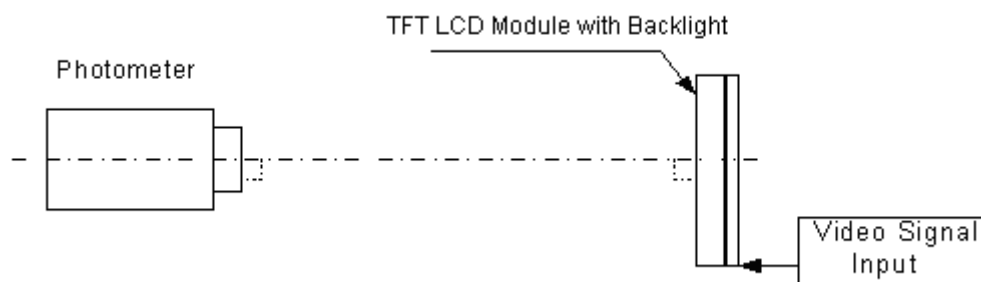 TFT LCD Module with Backlight
Photometer
Video Signal
Input